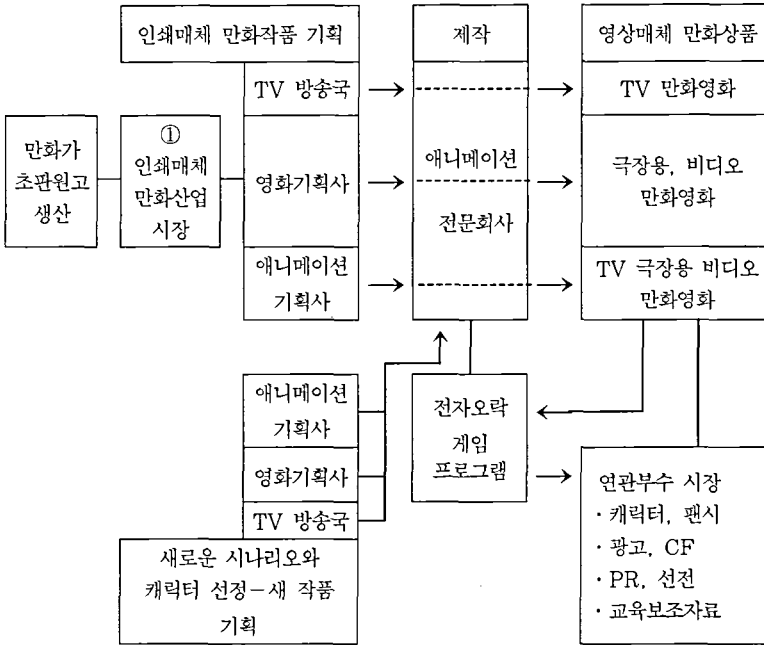 인쇄매체 만화작품 기획
제작
영상매체 만화상품
TV 방송국
TV 만화영화
만화가
초판원고
생산
①
인쇄매체
만화산업
시장
영화기획사
애니메이션
전문회사
극장용, 비디오
만화영화
애니메이션
기획사
TV 극장용 비디오
만화영화
애니메이션
기획사
영화기획사
TV 방송국
새로운 시나리오와
캐릭터 선정-새 작품
기획
전자오락
게임
프로그램
연관부수 시장
· 캐릭터, 팬시
· 광고, CF
· PR, 선전
· 교육보조자료